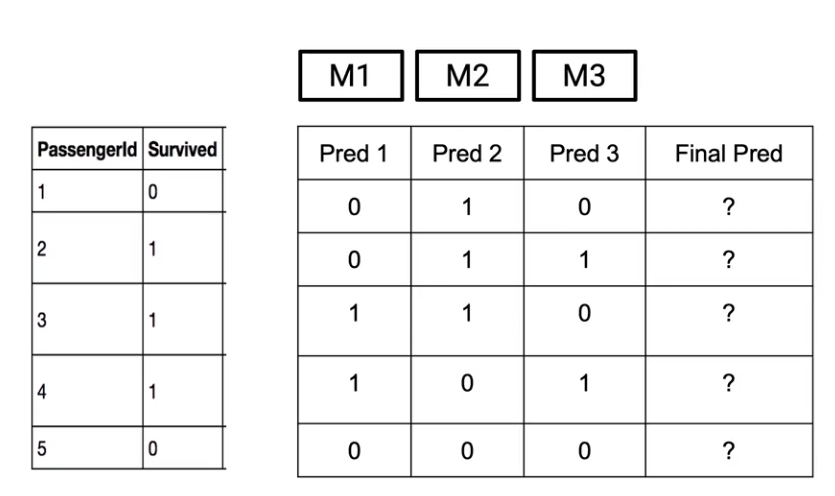 M1 M2 M3
PassengerId Survived
1 0
2 1
3 1
4 1
5 0
Pred 1 Pred 2 Pred 3 Final Pred
0 1 0 ?
0 1 1 ?
1 1 0 ?
1 0 1 ?
0 0 0 ?